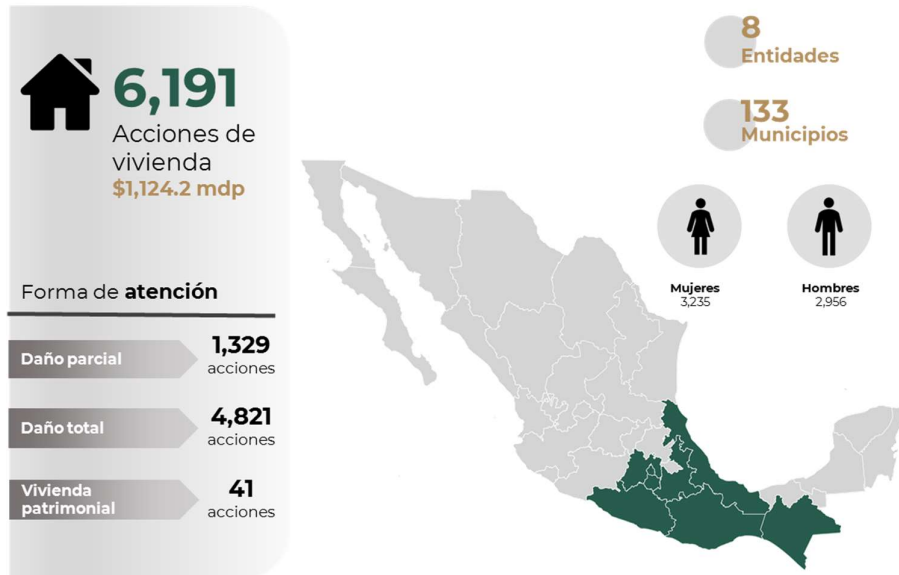 6,191
Acciones de
vivienda
$1,124.2 mdp
Forma de atención
Daño parcial
1,329
acciones
Daño total
4,821
acciones
Vivienda
patrimonial
41
acciones
8
Entidades
133
Municipios
Mujeres
3,235
Hombres
2,956